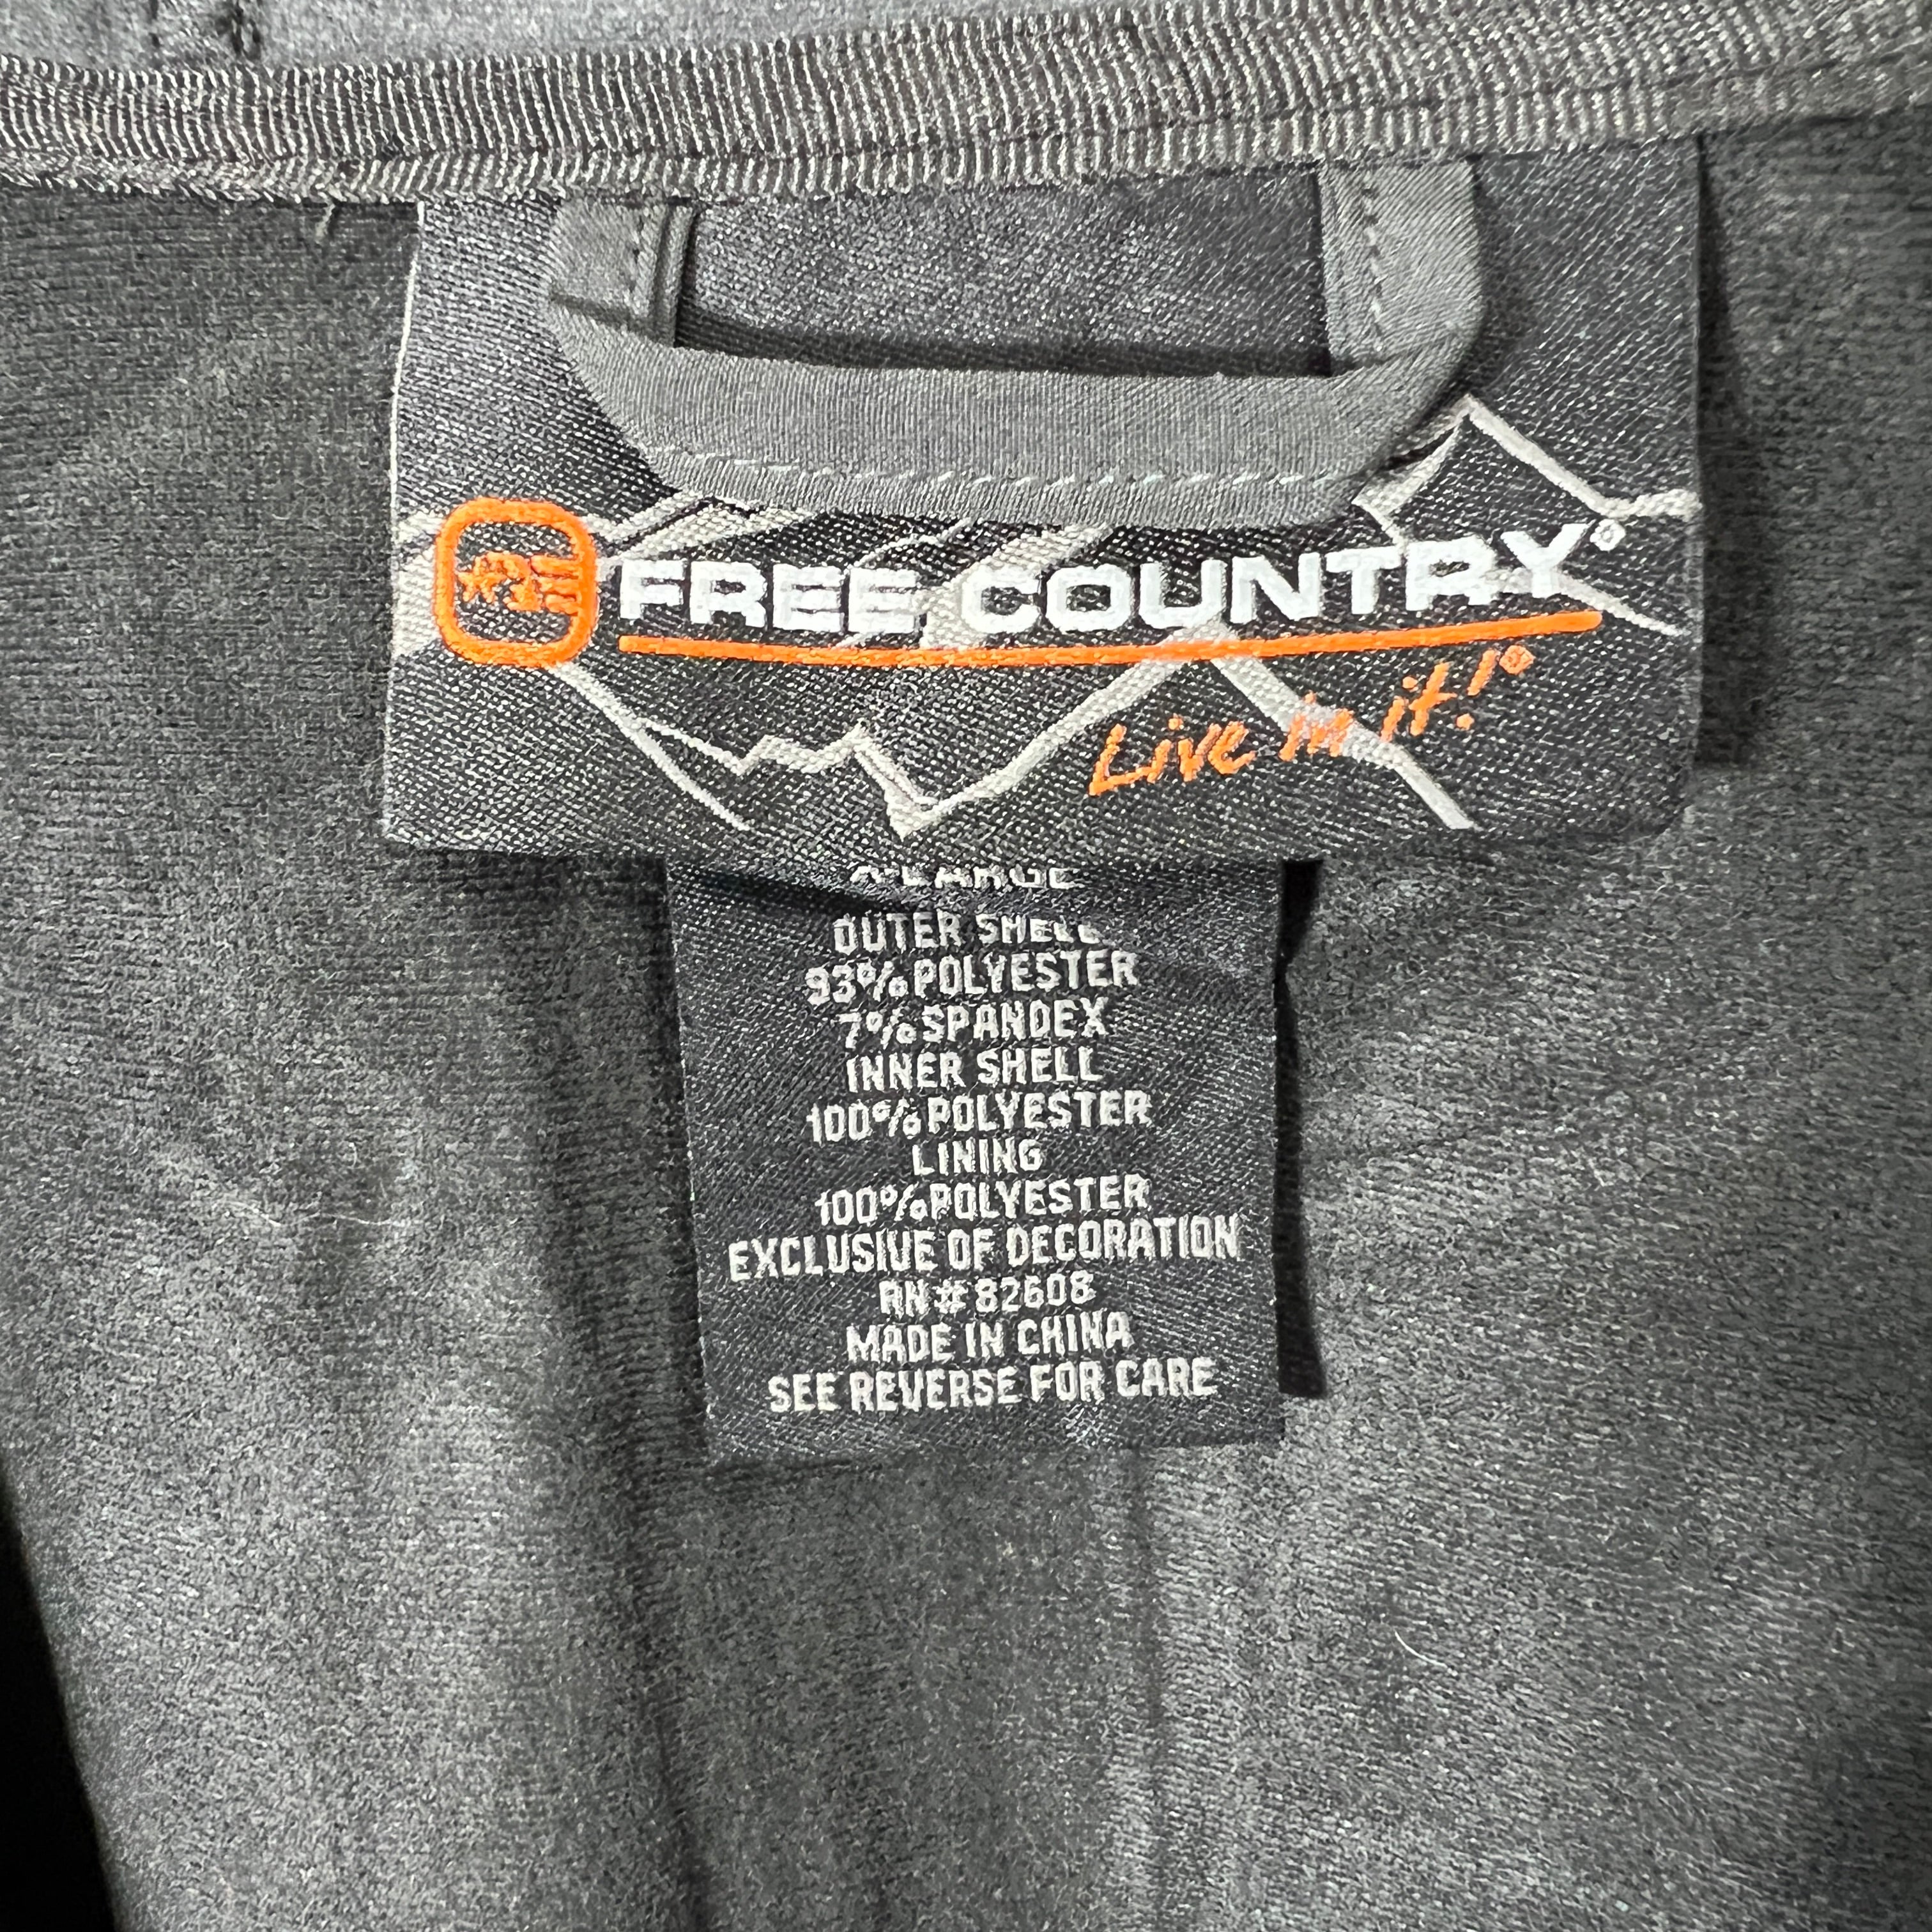 FREE COUNTRY®
Live in it!®
X-LARGE
OUTER SHELL
93% POLYESTER
7% SPANDEX
INNER SHELL
100% POLYESTER
LINING
100% POLYESTER
EXCLUSIVE OF DECORATION
RN# 82608
MADE IN CHINA
SEE REVERSE FOR CARE